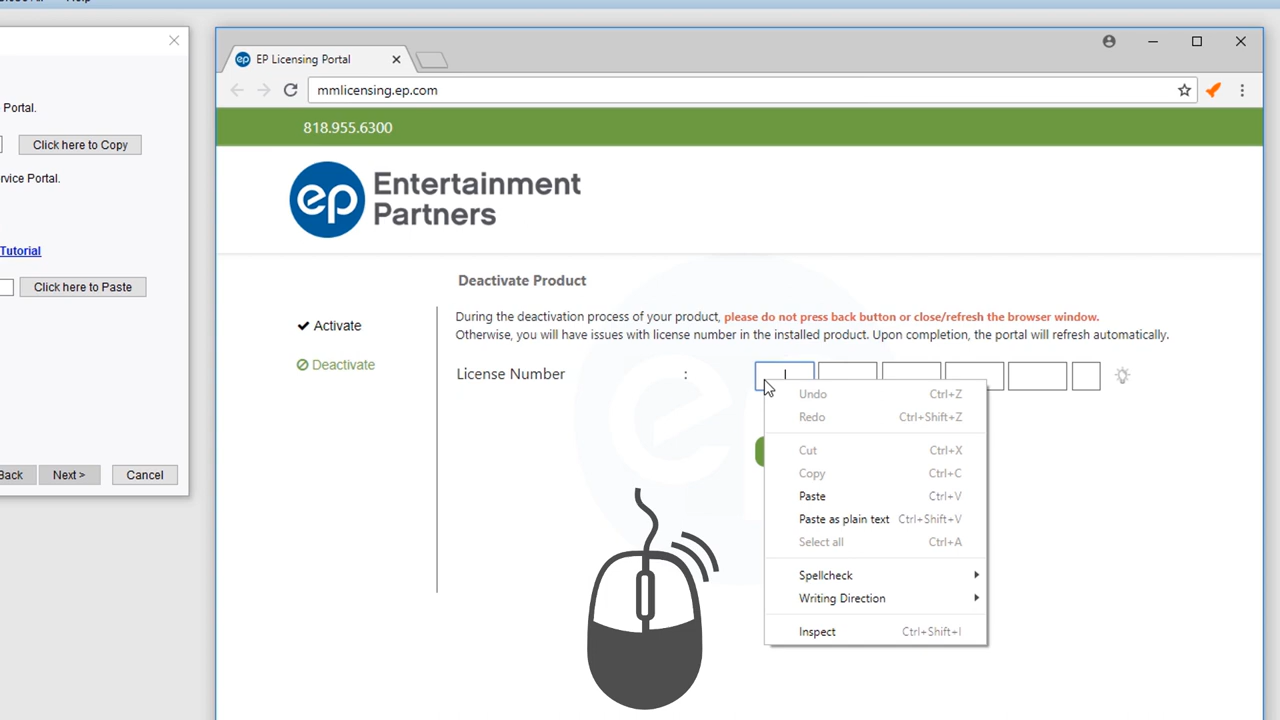 Help
Portal.
Click here to Copy
rvice Portal.
Tutorial
Click here to Paste
Back
Next >
Cancel
ep EP Licensing Portal
mmlicensing.ep.com
818.955.6300
ep Entertainment
Partners
Deactivate Product
Activate
Deactivate
During the deactivation process of your product, please do not press back button or close/refresh the browser window.
Otherwise, you will have issues with license number in the installed product. Upon completion, the portal will refresh automatically.
License Number :
Undo Ctrl+Z
Redo Ctrl+Shift+Z
Cut Ctrl+X
Copy Ctrl+C
Paste Ctrl+V
Paste as plain text Ctrl+Shift+V
Select all Ctrl+A
Spellcheck
Writing Direction
Inspect Ctrl+Shift+I